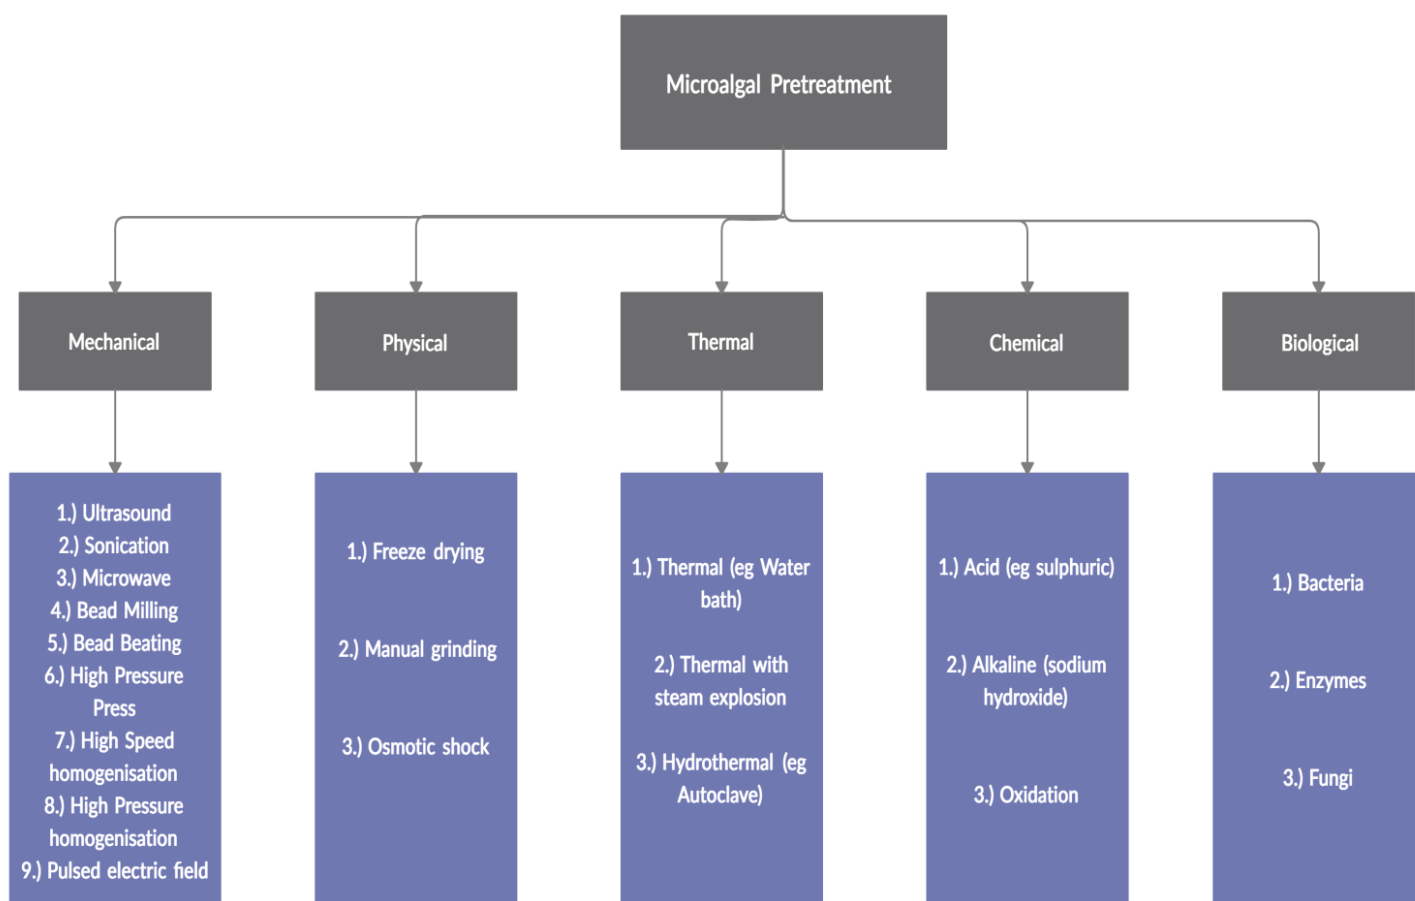 Microalgal Pretreatment
Mechanical
Physical
Thermal
Chemical
Biological
1.) Ultrasound
2.) Sonication
3.) Microwave
4.) Bead Milling
5.) Bead Beating
6.) High Pressure
Press
7.) High Speed
homogenisation
8.) High Pressure
homogenisation
9.) Pulsed electric field
1.) Freeze drying
2.) Manual grinding
3.) Osmotic shock
1.) Thermal (eg Water
bath)
2.) Thermal with
steam explosion
3.) Hydrothermal (eg
Autoclave)
1.) Acid (eg sulphuric)
2.) Alkaline (sodium
hydroxide)
3.) Oxidation
1.) Bacteria
2.) Enzymes
3.) Fungi